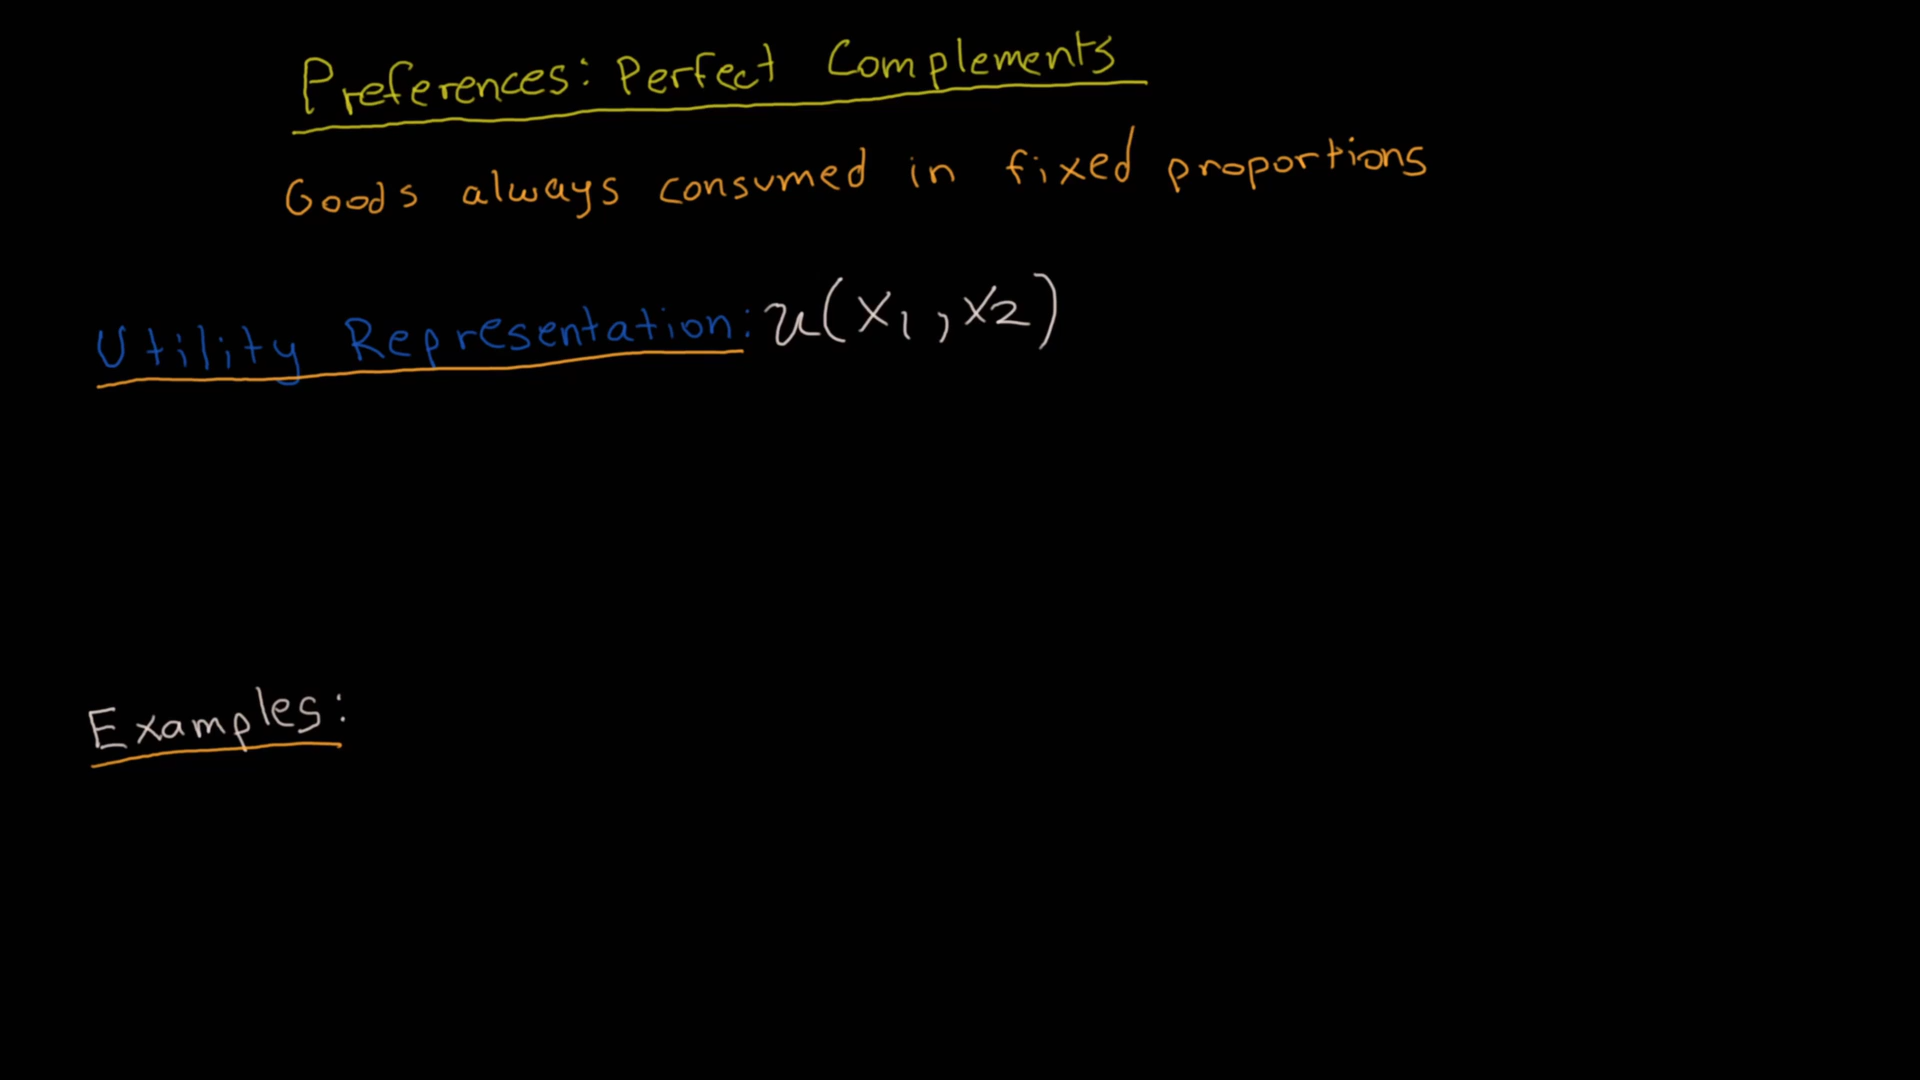 Preferences: Perfect Complements
Goods always consumed in fixed proportions
Utility Representation: u(x₁, x₂)
Examples: